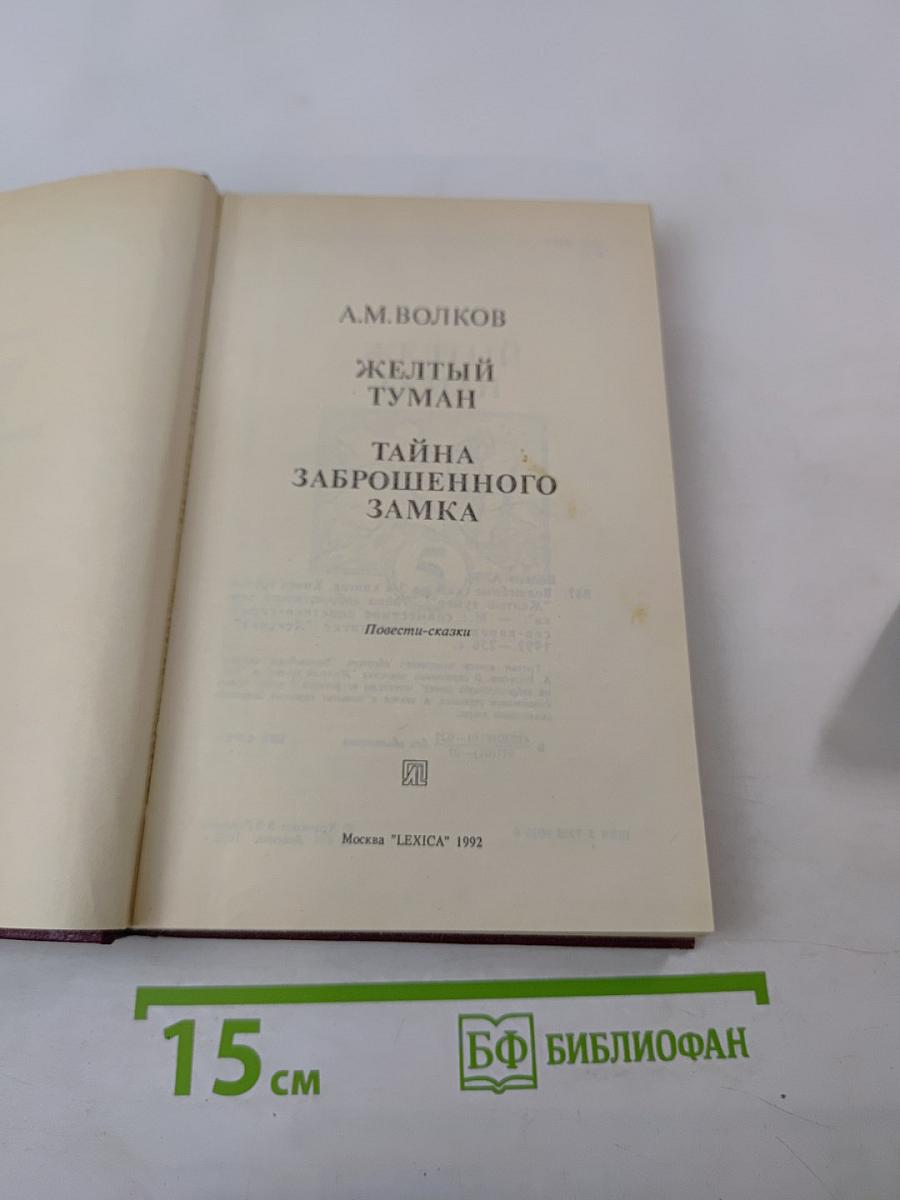 А.М.ВОЛКОВ
ЖЕЛТЫЙ
ТУМАН
ТАЙНА
ЗАБРОШЕННОГО
ЗАМКА
Повести-сказки
Москва "LEXICA" 1992
15 см
БФ БИБЛИОФАН